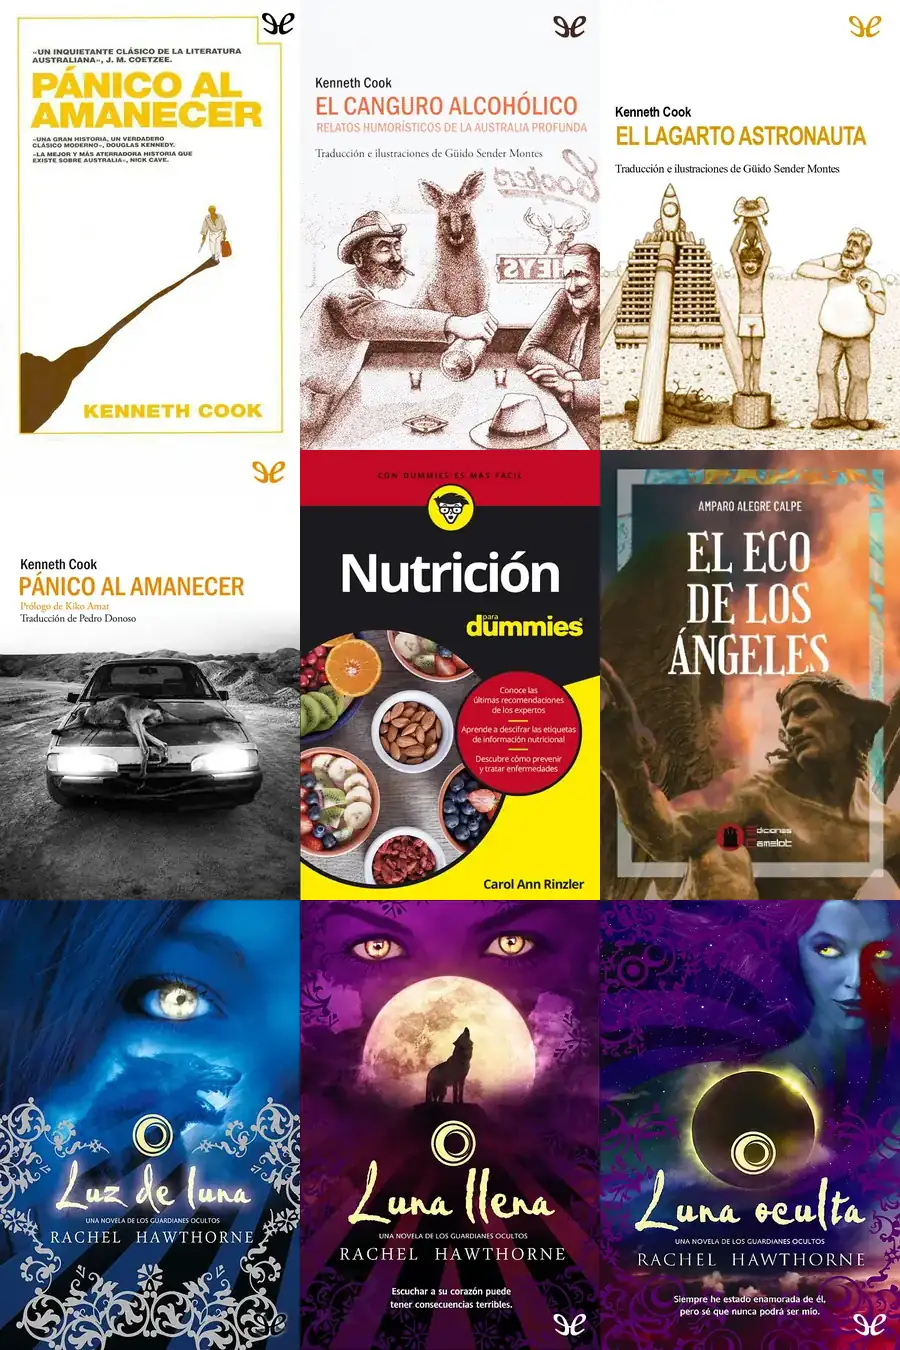 «UN INQUIETANTE CLÁSICO DE LA LITERATURA
AUSTRALIANA», J. M. COETZEE.
PÁNICO AL
AMANECER
«UNA GRAN HISTORIA, UN VERDADERO
CLÁSICO MODERNO», DOUGLAS KENNEDY.
«LA MEJOR Y MÁS ATERRADORA HISTORIA QUE
EXISTE SOBRE AUSTRALIA», NICK CAVE.
KENNETH COOK
Kenneth Cook
EL CANGURO ALCOHÓLICO
RELATOS HUMORÍSTICOS DE LA AUSTRALIA PROFUNDA
Traducción e ilustraciones de Güido Sender Montes
Coopers
HEYS
Kenneth Cook
EL LAGARTO ASTRONAUTA
Traducción e ilustraciones de Güido Sender Montes
Kenneth Cook
PÁNICO AL AMANECER
Prólogo de Kiko Amat
Traducción de Pedro Donoso
CON DUMMIES ES MÁS FÁCIL
Nutrición
para
dummies
Conoce las
últimas recomendaciones
de los expertos
Aprende a descifrar las etiquetas
de información nutricional
Descubre cómo prevenir
y tratar enfermedades
Carol Ann Rinzler
AMPARO ALEGRE CALPE
EL ECO
DE LOS
ÁNGELES
Ediciones
Camelot
Luz de luna
UNA NOVELA DE LOS GUARDIANES OCULTOS
RACHEL HAWTHORNE
Luna llena
UNA NOVELA DE LOS GUARDIANES OCULTOS
RACHEL HAWTHORNE
Escuchar a su corazón puede
tener consecuencias terribles.
Luna oculta
UNA NOVELA DE LOS GUARDIANES OCULTOS
RACHEL HAWTHORNE
Siempre he estado enamorada de él,
pero sé que nunca podrá ser mío.